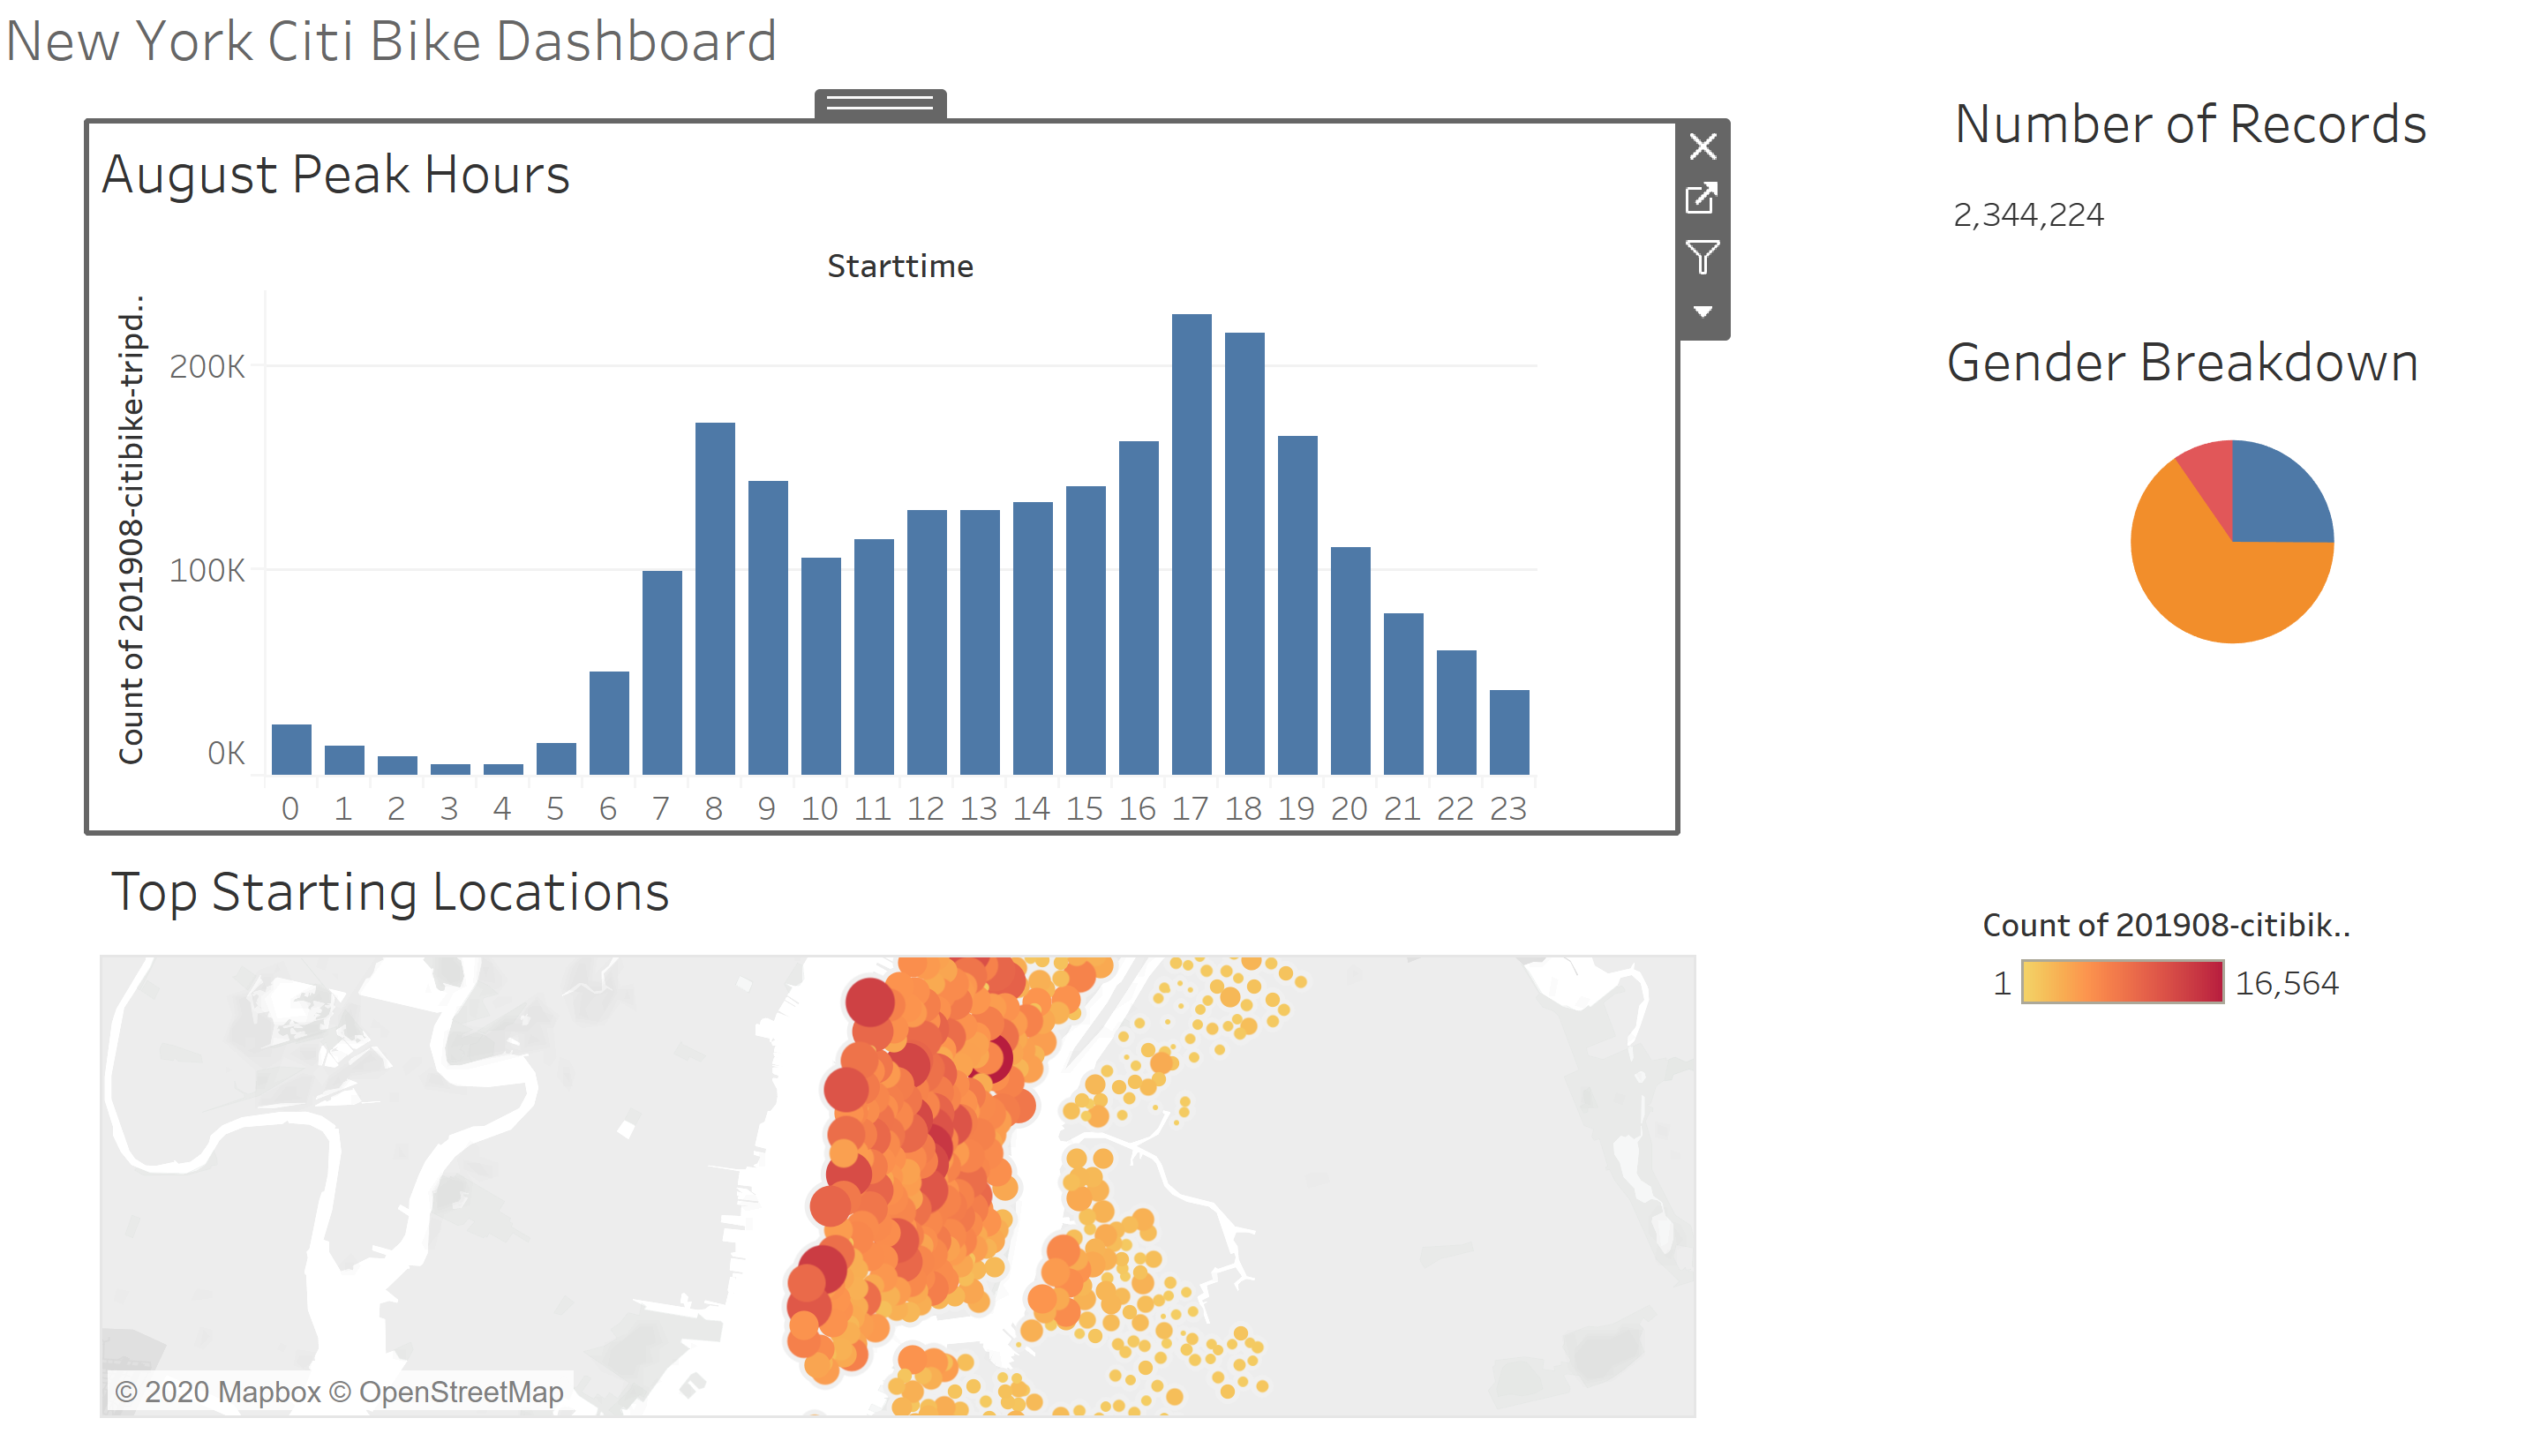 New York Citi Bike Dashboard
August Peak Hours
Starttime
Count of 201908-citibike-tripd..
200K
100K
0K
0 1 2 3 4 5 6 7 8 9 10 11 12 13 14 15 16 17 18 19 20 21 22 23
Number of Records
2,344,224
Gender Breakdown
Top Starting Locations
© 2020 Mapbox © OpenStreetMap
Count of 201908-citibik..
1 16,564